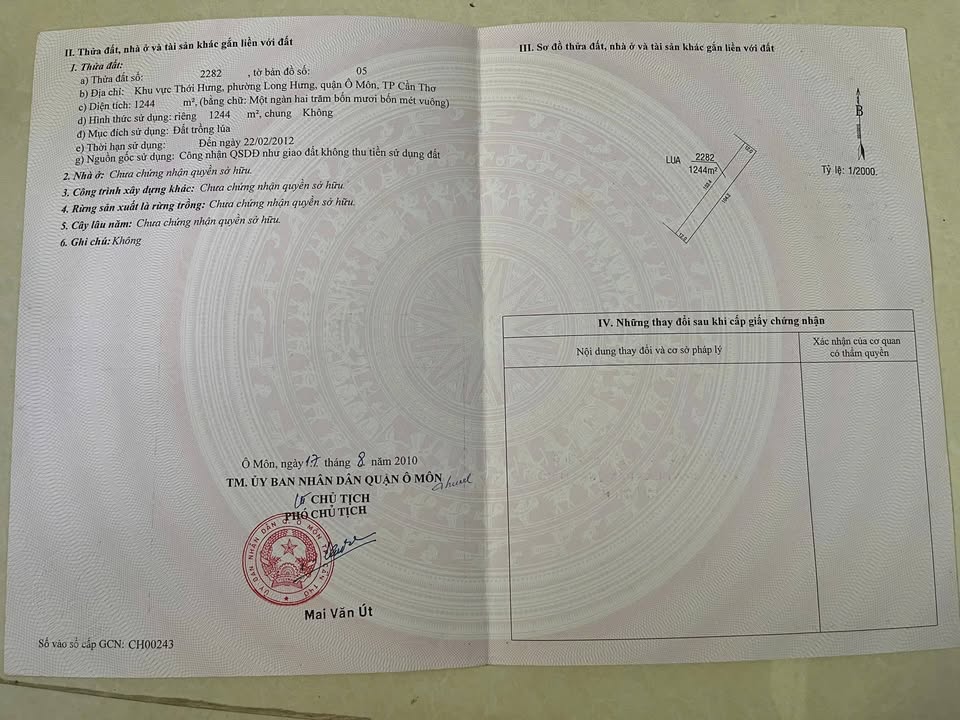 II. Thửa đất, nhà ở và tài sản khác gắn liền với đất
1. Thửa đất:
a) Thửa đất số: 2282 , tờ bản đồ số: 05
b) Địa chỉ: Khu vực Thới Hưng, phường Long Hưng, quận Ô Môn, TP Cần Thơ
c) Diện tích: 1244 m², (bằng chữ: Một ngàn hai trăm bốn mươi bốn mét vuông)
d) Hình thức sử dụng: riêng 1244 m², chung Không
đ) Mục đích sử dụng: Đất trồng lúa
e) Thời hạn sử dụng: Đến ngày 22/02/2012
g) Nguồn gốc sử dụng: Công nhận QSDĐ như giao đất không thu tiền sử dụng đất
2. Nhà ở: Chưa chứng nhận quyền sở hữu.
3. Công trình xây dựng khác: Chưa chứng nhận quyền sở hữu.
4. Rừng sản xuất là rừng trồng: Chưa chứng nhận quyền sở hữu.
5. Cây lâu năm: Chưa chứng nhận quyền sở hữu.
6. Ghi chú: Không
Ô Môn, ngày 17 tháng 8 năm 2010
TM. ỦY BAN NHÂN DÂN QUẬN Ô MÔN
CHỦ TỊCH
PHÓ CHỦ TỊCH
ỦY BAN NHÂN DÂN Q. Ô MÔN
Mai Văn Út
Số vào sổ cấp GCN: CH00243
III. Sơ đồ thửa đất, nhà ở và tài sản khác gắn liền với đất
B
Tỷ lệ: 1/2000.
LUA 2282
1244m²
12.0
12.0
IV. Những thay đổi sau khi cấp giấy chứng nhận
Nội dung thay đổi và cơ sở pháp lý
Xác nhận của cơ quan
có thẩm quyền